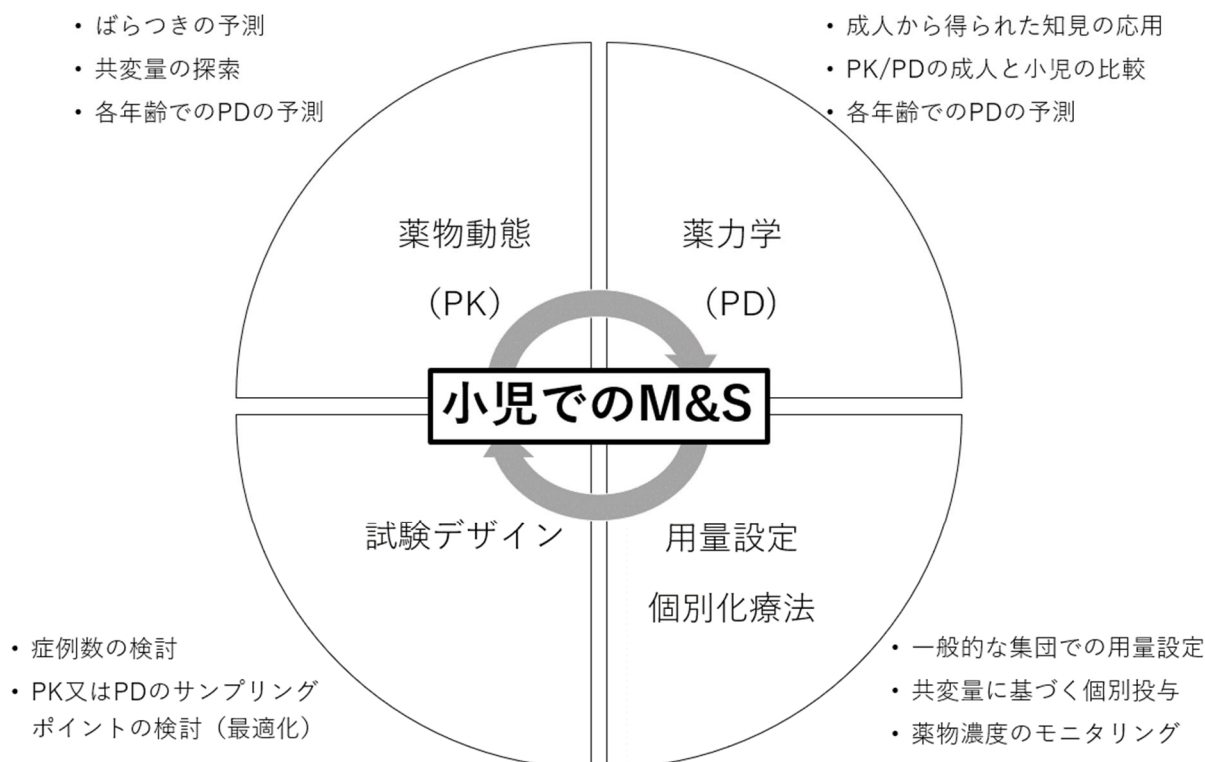 ・ばらつきの予測
・共変量の探索
・各年齢でのPDの予測
・成人から得られた知見の応用
・PK/PDの成人と小児の比較
・各年齢でのPDの予測
薬物動態
（PK）
薬力学
（PD）
小児でのM&S
試験デザイン
用量設定
個別化療法
・症例数の検討
・PK又はPDのサンプリング
ポイントの検討（最適化）
・一般的な集団での用量設定
・共変量に基づく個別投与
・薬物濃度のモニタリング